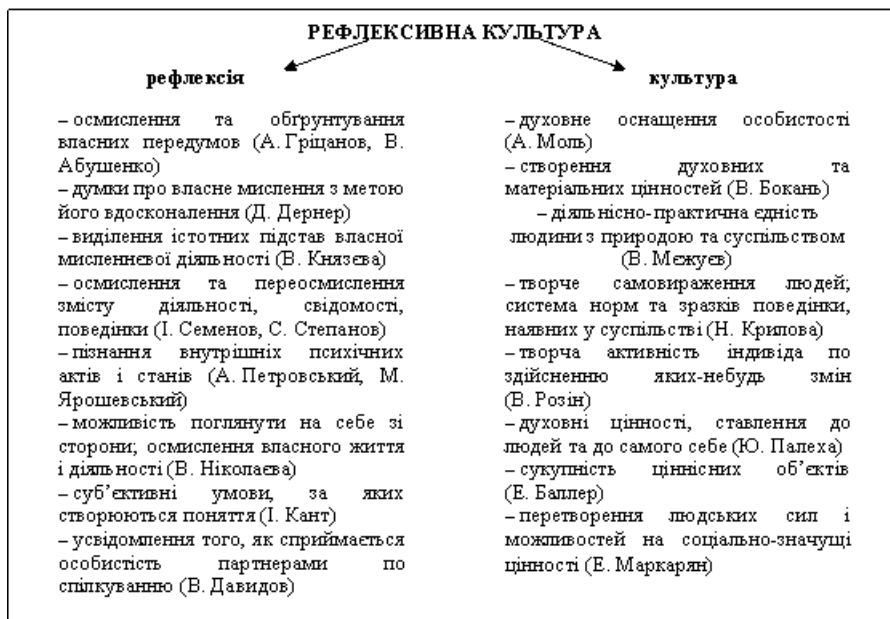 РЕФЛЕКСИВНА КУЛЬТУРА
рефлексія
– осмислення та обґрунтування
власних передумов (А. Гріцанов, В.
Абушенко)
– думки про власне мислення з метою
його вдосконалення (Д. Дернер)
– виділення істотних підстав власної
мисленнєвої діяльності (В. Князєва)
– осмислення та переосмислення
змісту діяльності, свідомості,
поведінки (І. Семенов, С. Степанов)
– пізнання внутрішніх психічних
актів і станів (А. Петровський, М.
Ярошевський)
– можливість поглянути на себе зі
сторони; осмислення власного життя
і діяльності (В. Ніколаєва)
– суб’єктивні умови, за яких
створюються поняття (І. Кант)
– усвідомлення того, як сприймається
особистість партнерами по
спілкуванню (В. Давидов)
культура
– духовне оснащення особистості
(А. Моль)
– створення духовних та
матеріальних цінностей (В. Бокань)
– діяльнісно-практична єдність
людини з природою та суспільством
(В. Межуєв)
– творче самовираження людей;
система норм та зразків поведінки,
наявних у суспільстві (Н. Крилова)
– творча активність індивіда по
здійсненню яких-небудь змін
(В. Розін)
– духовні цінності, ставлення до
людей та до самого себе (Ю. Палеха)
– сукупність ціннісних об’єктів
(Е. Баллер)
– перетворення людських сил і
можливостей на соціально-значущі
цінності (Е. Маркарян)